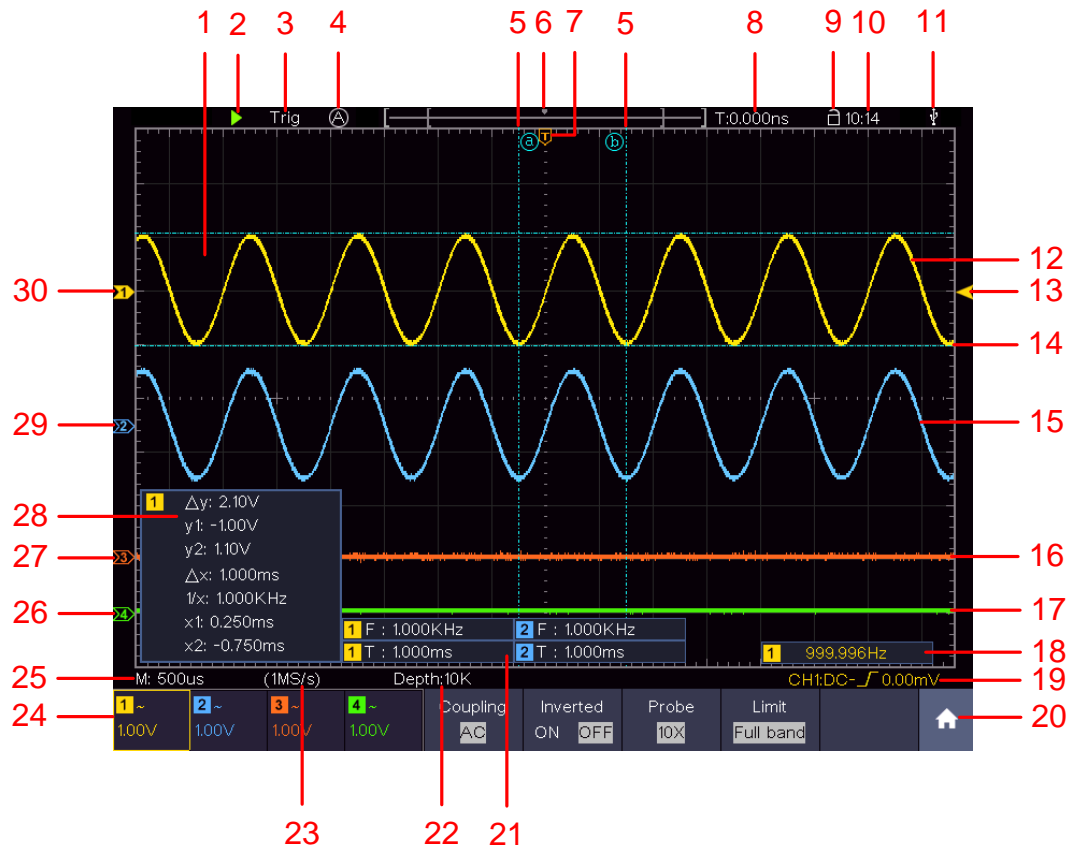 1 2 3 4 5 6 7 5 8 9 10 11
Trig A T:0.000ns 10:14
a T b
12
30 1 13
14
29 2 15
1 △y: 2.10V
28 y1: -1.00V
y2: 1.10V
27 3 16
△x: 1.000ms
1/x: 1.000KHz
26 4 17
x1: 0.250ms
x2: -0.750ms
1 F : 1.000KHz 2 F : 1.000KHz
1 T : 1.000ms 2 T : 1.000ms
1 999.996Hz 18
25 M: 500us (1MS/s) Depth:10K CH1:DC- 0.00mV 19
24 1 ~ 2 ~ 3 ~ 4 ~ Coupling Inverted Probe Limit 20
1.00V 1.00V 1.00V 1.00V AC ON OFF 10X Full band
23 22 21